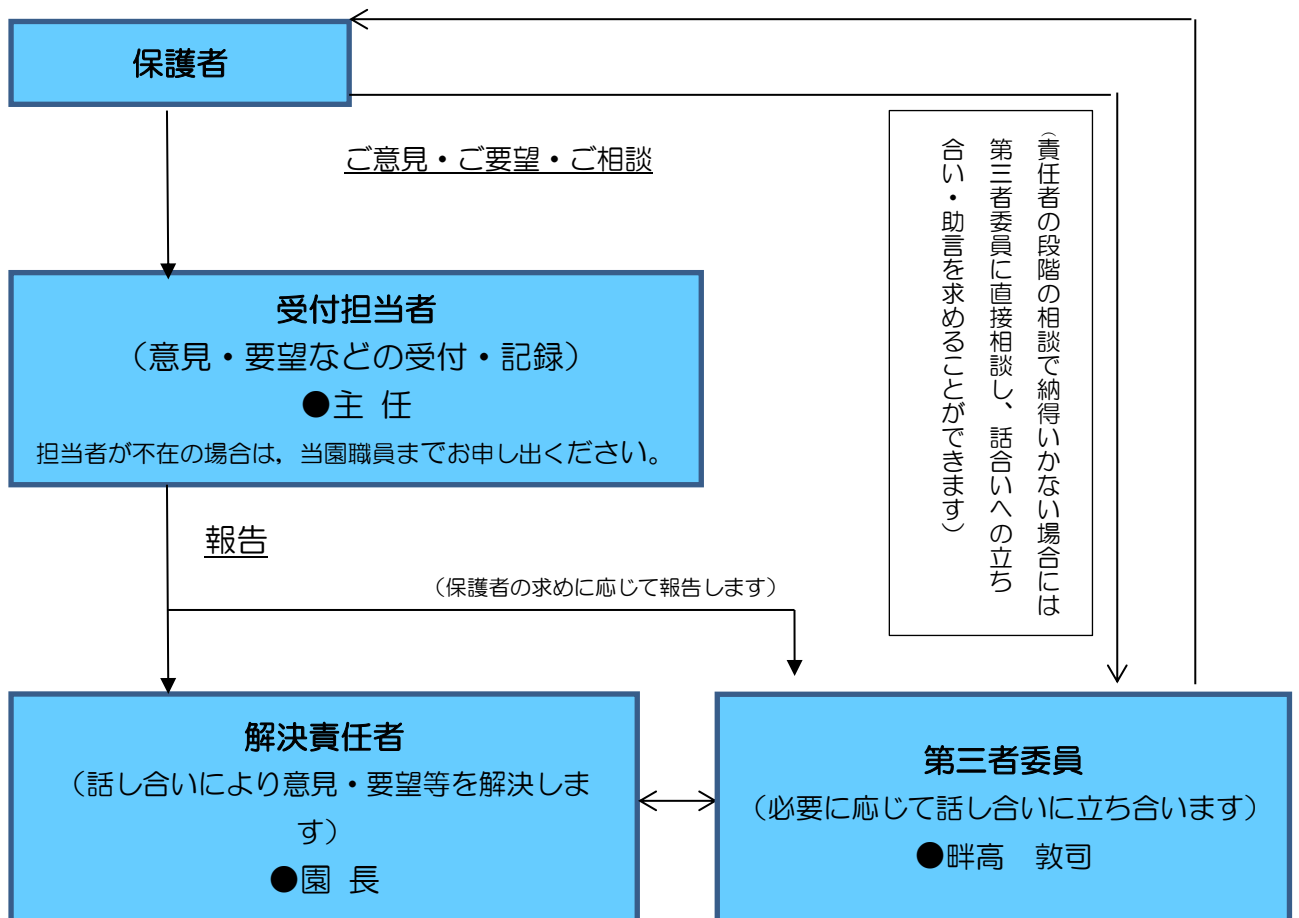 保護者
ご意見・ご要望・ご相談
（責任者の段階の相談で納得いかない場合には
第三者委員に直接相談し、話合いへの立ち
合い・助言を求めることができます）
受付担当者
（意見・要望などの受付・記録）
●主 任
担当者が不在の場合は，当園職員までお申し出ください。
報告
（保護者の求めに応じて報告します）
解決責任者
（話し合いにより意見・要望等を解決しま
す）
●園 長
第三者委員
（必要に応じて話し合いに立ち合います）
●畔高　敦司